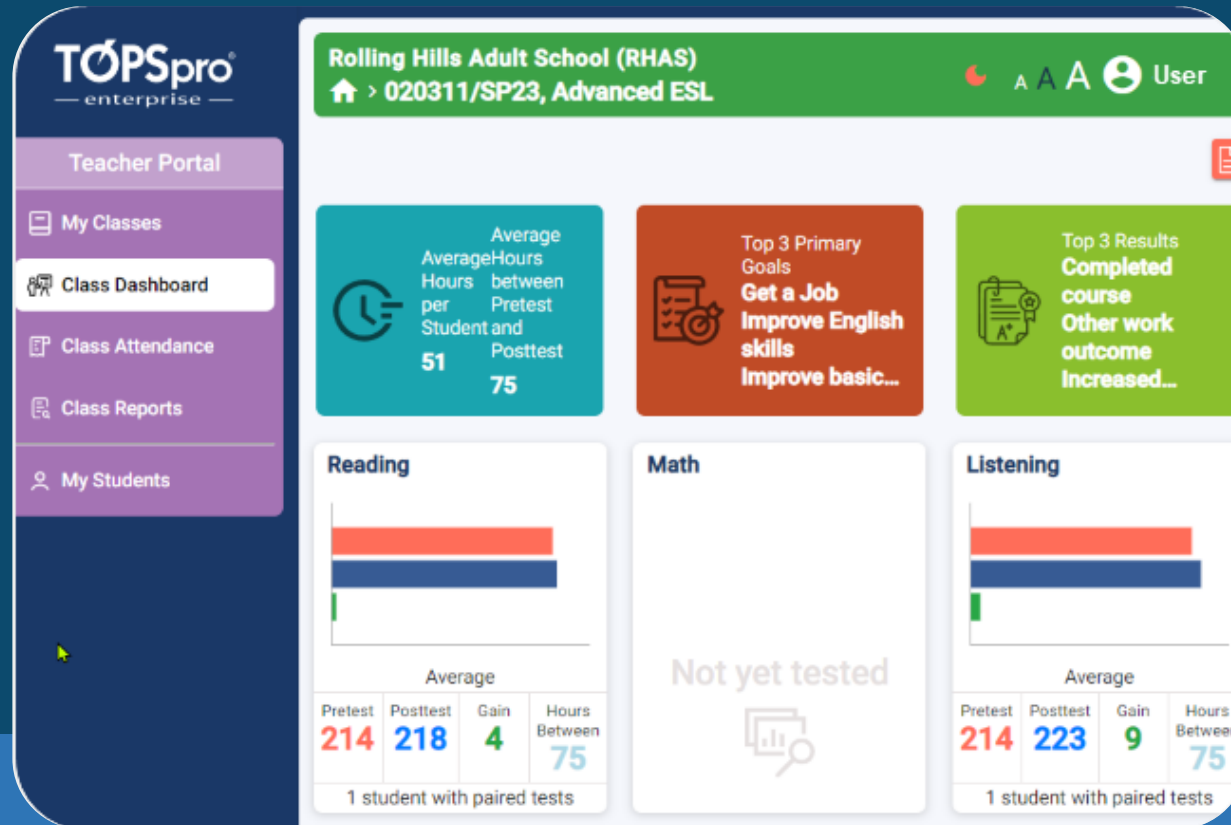 TOPSpro®
enterprise
Teacher Portal
My Classes
Class Dashboard
Class Attendance
Class Reports
My Students
Rolling Hills Adult School (RHAS)
> 020311/SP23, Advanced ESL
A A A User
Average
Hours
per
Student
51
Average
Hours
between
Pretest
and
Posttest
75
Top 3 Primary
Goals
Get a Job
Improve English
skills
Improve basic...
A+
Top 3 Results
Completed
course
Other work
outcome
Increased...
Reading
Average
Pretest Posttest Gain Hours
Between
214 218 4 75
1 student with paired tests
Math
Not yet tested
Listening
Average
Pretest Posttest Gain Hours
Between
214 223 9 75
1 student with paired tests